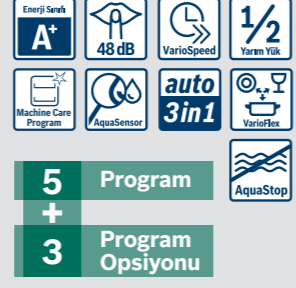 Enerji Sınıfı
A+
48 dB
VarioSpeed
1/2
Yarım Yük
Machine Care
Program
AquaSensor
auto
3in1
VarioFlex
AquaStop
5 Program
+
3 Program
Opsiyonu